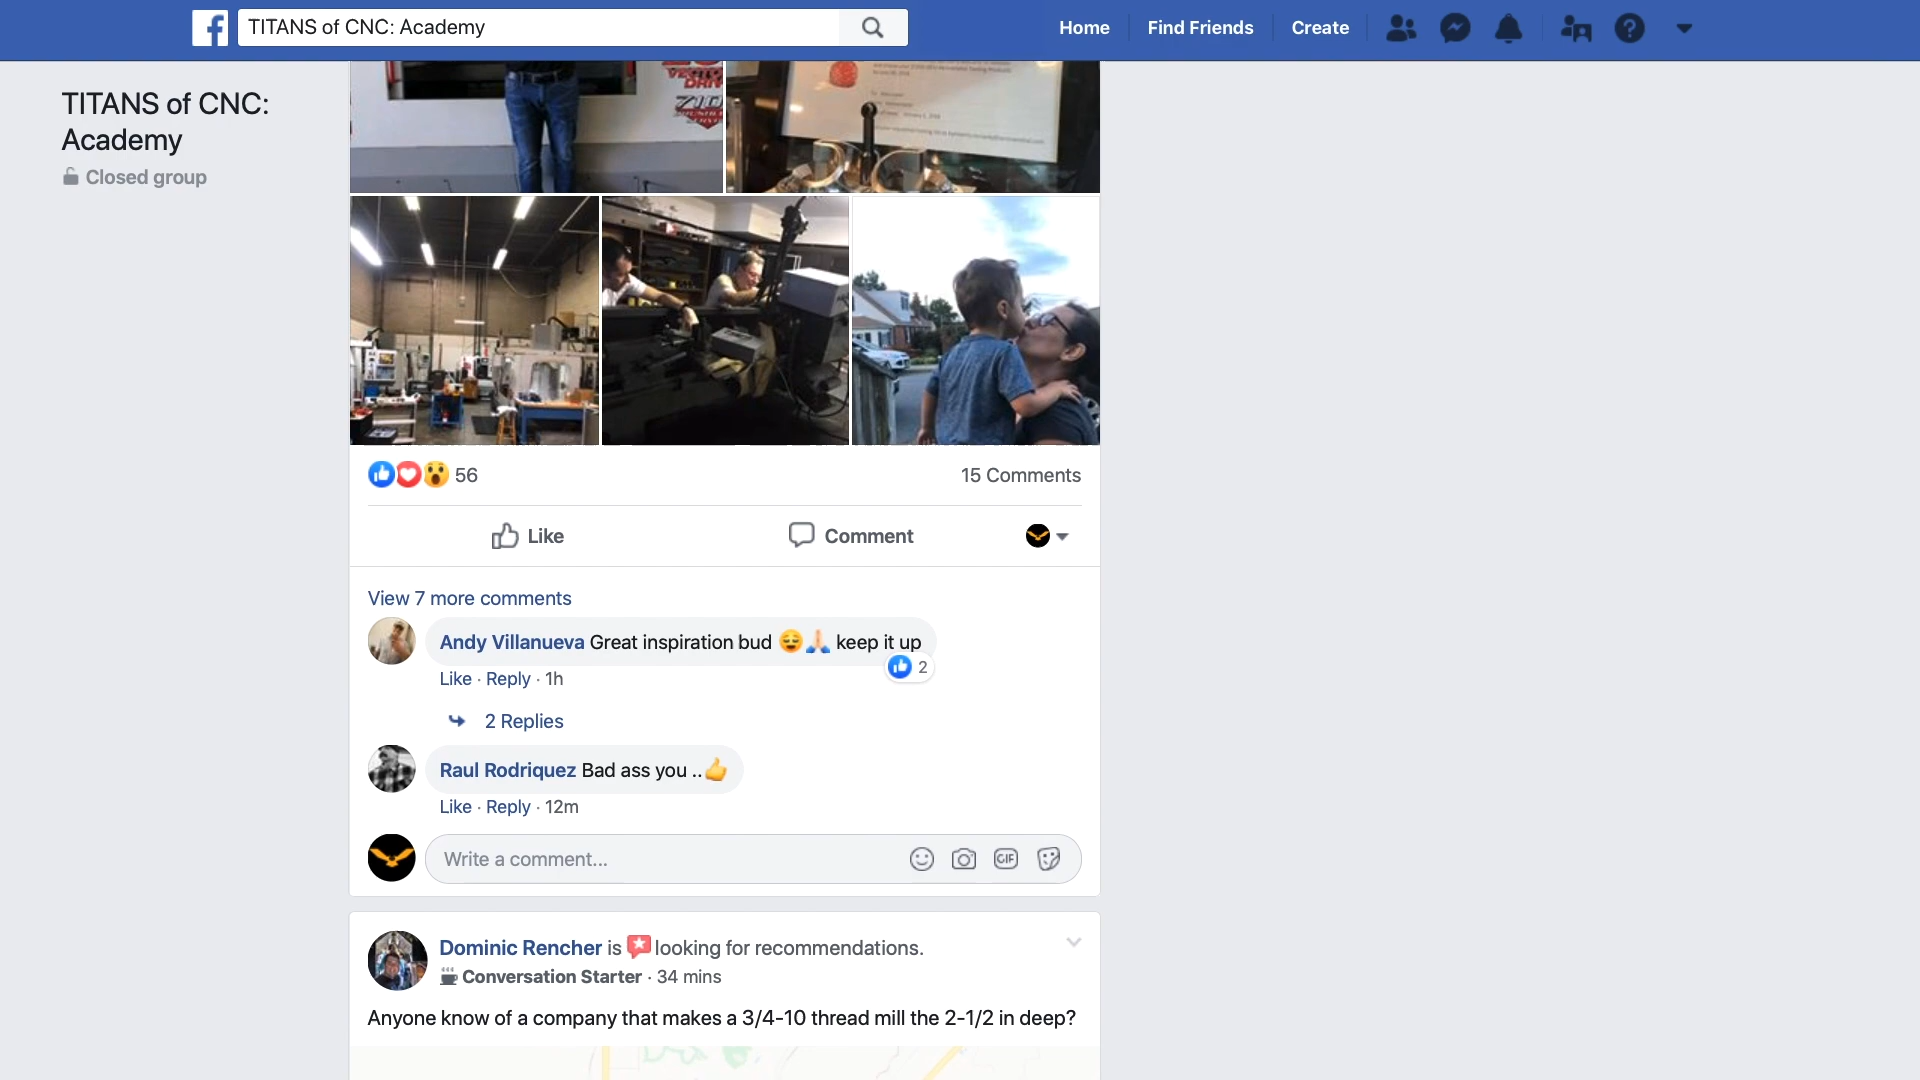 TITANS of CNC: Academy
Home
Find Friends
Create
TITANS of CNC:
Academy
Closed group
56
15 Comments
Like
Comment
View 7 more comments
Andy Villanueva Great inspiration bud 😌🙏🏻 keep it up
2
Like · Reply · 1h
2 Replies
Raul Rodriquez Bad ass you ..👍
Like · Reply · 12m
Write a comment...
GIF
Dominic Rencher is looking for recommendations.
Conversation Starter · 34 mins
Anyone know of a company that makes a 3/4-10 thread mill the 2-1/2 in deep?